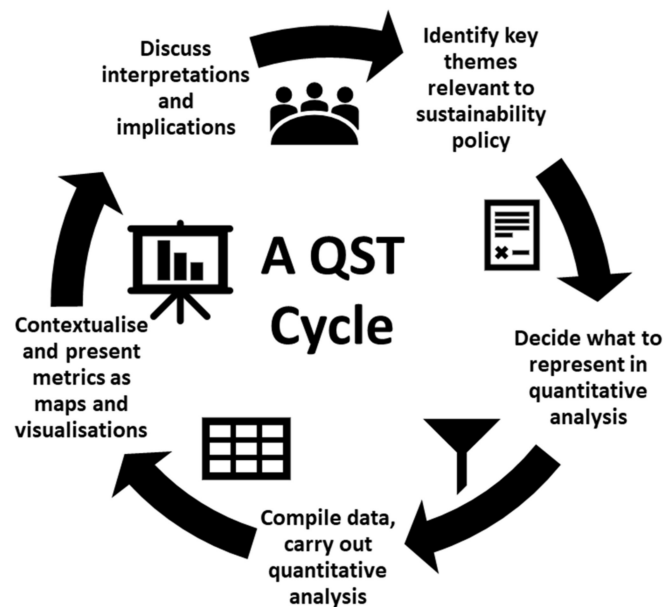 Discuss
interpretations
and
implications
Identify key
themes
relevant to
sustainability
policy
A QST
Cycle
Decide what to
represent in
quantitative
analysis
Compile data,
carry out
quantitative
analysis
Contextualise
and present
metrics as
maps and
visualisations